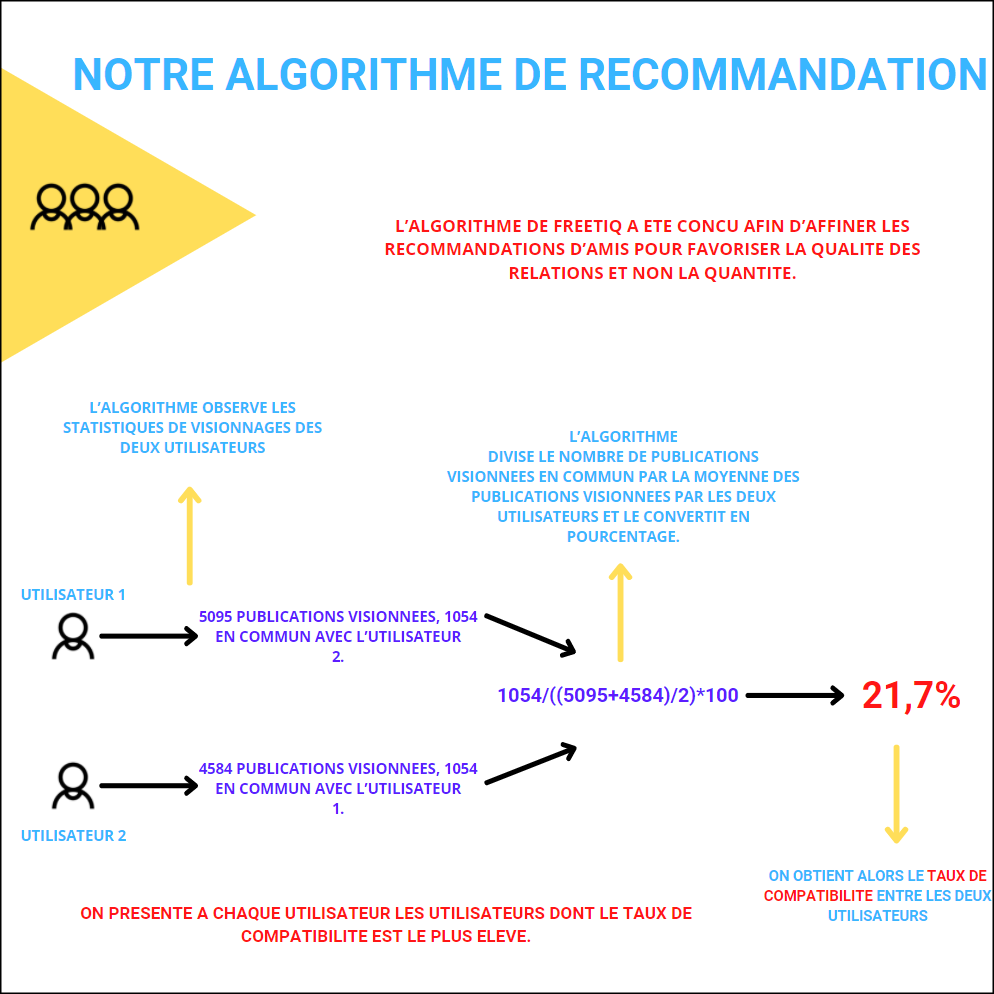 NOTRE ALGORITHME DE RECOMMANDATION
L’ALGORITHME DE FREETIQ A ETE CONCU AFIN D’AFFINER LES
RECOMMANDATIONS D’AMIS POUR FAVORISER LA QUALITE DES
RELATIONS ET NON LA QUANTITE.
L’ALGORITHME OBSERVE LES
STATISTIQUES DE VISIONNAGES DES
DEUX UTILISATEURS
L’ALGORITHME
DIVISE LE NOMBRE DE PUBLICATIONS
VISIONNEES EN COMMUN PAR LA MOYENNE DES
PUBLICATIONS VISIONNEES PAR LES DEUX
UTILISATEURS ET LE CONVERTIT EN
POURCENTAGE.
UTILISATEUR 1
5095 PUBLICATIONS VISIONNEES, 1054
EN COMMUN AVEC L’UTILISATEUR
2.
1054/((5095+4584)/2)*100
21,7%
4584 PUBLICATIONS VISIONNEES, 1054
EN COMMUN AVEC L’UTILISATEUR
1.
UTILISATEUR 2
ON OBTIENT ALORS LE TAUX DE
COMPATIBILITE ENTRE LES DEUX
UTILISATEURS
ON PRESENTE A CHAQUE UTILISATEUR LES UTILISATEURS DONT LE TAUX DE
COMPATIBILITE EST LE PLUS ELEVE.